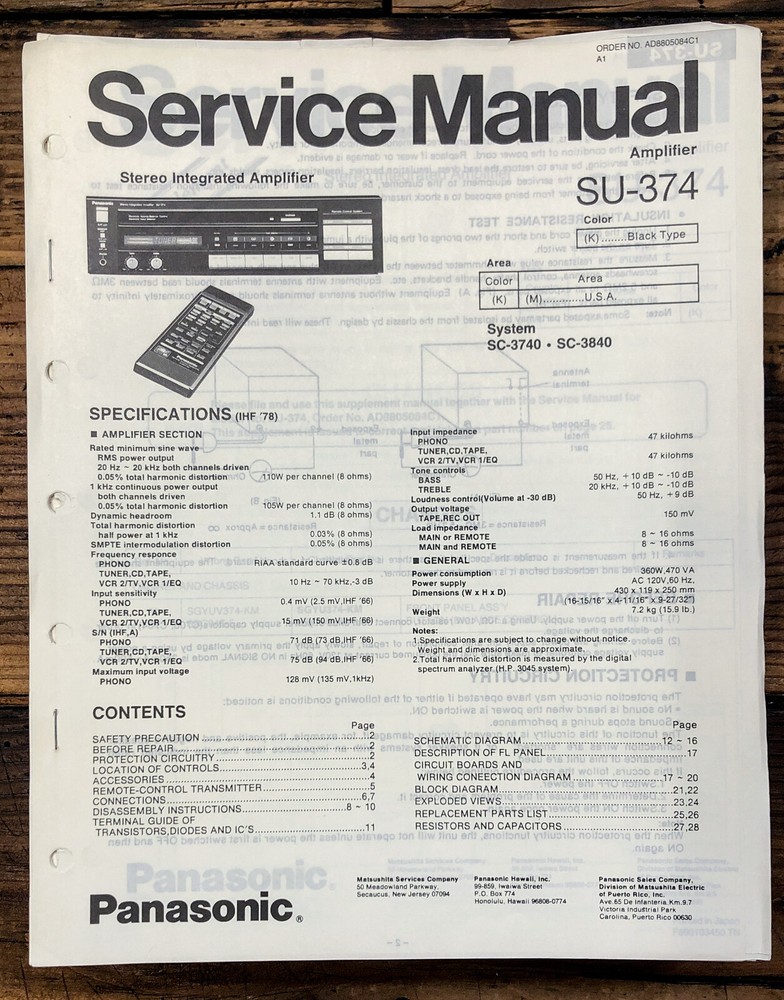 ORDER NO. AD8805084C1
A1
Service Manual
Amplifier
Stereo Integrated Amplifier
SU-374
Color
(K)........Black Type
Area
Color Area
(K) (M).............U.S.A.
System
SC-3740 • SC-3840
Panasonic
TUNER
SPECIFICATIONS (IHF '78)
■ AMPLIFIER SECTION
Rated minimum sine wave
RMS power output
20 Hz ~ 20 kHz both channels driven
0.05% total harmonic distortion 110W per channel (8 ohms)
1 kHz continuous power output
both channels driven
0.05% total harmonic distortion 105W per channel (8 ohms)
Dynamic headroom 1.1 dB (8 ohms)
Total harmonic distortion
half power at 1 kHz 0.03% (8 ohms)
SMPTE intermodulation distortion 0.05% (8 ohms)
Frequency responce
PHONO RIAA standard curve ±0.8 dB
TUNER,CD,TAPE,
VCR 2/TV,VCR 1/EQ 10 Hz ~ 70 kHz,-3 dB
Input sensitivity
PHONO 0.4 mV (2.5 mV,IHF '66)
TUNER,CD,TAPE,
VCR 2/TV,VCR 1/EQ 15 mV (150 mV,IHF '66)
S/N (IHF,A)
PHONO 71 dB (73 dB,IHF '66)
TUNER,CD,TAPE,
VCR 2/TV,VCR 1/EQ 75 dB (94 dB,IHF '66)
Maximum input voltage
PHONO 128 mV (135 mV,1kHz)
Input impedance
PHONO 47 kilohms
TUNER,CD,TAPE,
VCR 2/TV,VCR 1/EQ 47 kilohms
Tone controls
BASS 50 Hz, +10 dB ~ -10 dB
TREBLE 20 kHz, +10 dB ~ -10 dB
Loudness control(Volume at -30 dB) 50 Hz, +9 dB
Output voltage
TAPE,REC OUT 150 mV
Load impedance
MAIN or REMOTE 8 ~ 16 ohms
MAIN and REMOTE 8 ~ 16 ohms
■ GENERAL
Power consumption 360W,470 VA
Power supply AC 120V,60 Hz,
Dimensions (W x H x D) 430 x 119 x 250 mm
(16-15/16" x 4-11/16" x 9-27/32")
Weight 7.2 kg (15.9 lb.)
Notes:
1.Specifications are subject to change without notice.
Weight and dimensions are approximate.
2.Total harmonic distortion is measured by the digital
spectrum analyzer.(H.P. 3045 system).
CONTENTS
Page
SAFETY PRECAUTION.................2
BEFORE REPAIR.................2
PROTECTION CIRCUITRY.................2
LOCATION OF CONTROLS.................3,4
ACCESSORIES.................4
REMOTE-CONTROL TRANSMITTER.................5
CONNECTIONS.................6,7
DISASSEMBLY INSTRUCTIONS.................8 ~ 10
TERMINAL GUIDE OF
TRANSISTORS,DIODES AND IC'S.................11
Page
SCHEMATIC DIAGRAM.................12 ~ 16
DESCRIPTION OF FL PANEL.................17
CIRCUIT BOARDS AND
WIRING CONEECTION DIAGRAM.................17 ~ 20
BLOCK DIAGRAM.................21,22
EXPLODED VIEWS.................23,24
REPLACEMENT PARTS LIST.................25,26
RESISTORS AND CAPACITORS.................27,28
Panasonic®
Matsushita Services Company
50 Meadowland Parkway,
Secaucus, New Jersey 07094
Panasonic Hawaii, Inc.
99-859, Iwaiwa Street
P.O. Box 774
Honolulu, Hawaii 96808-0774
Panasonic Sales Company,
Division of Matsushita Electric
of Puerto Rico, Inc.
Ave.65 De Infanteria,Km.9.7
Victoria Industrial Park
Carolina, Puerto Rico 00630